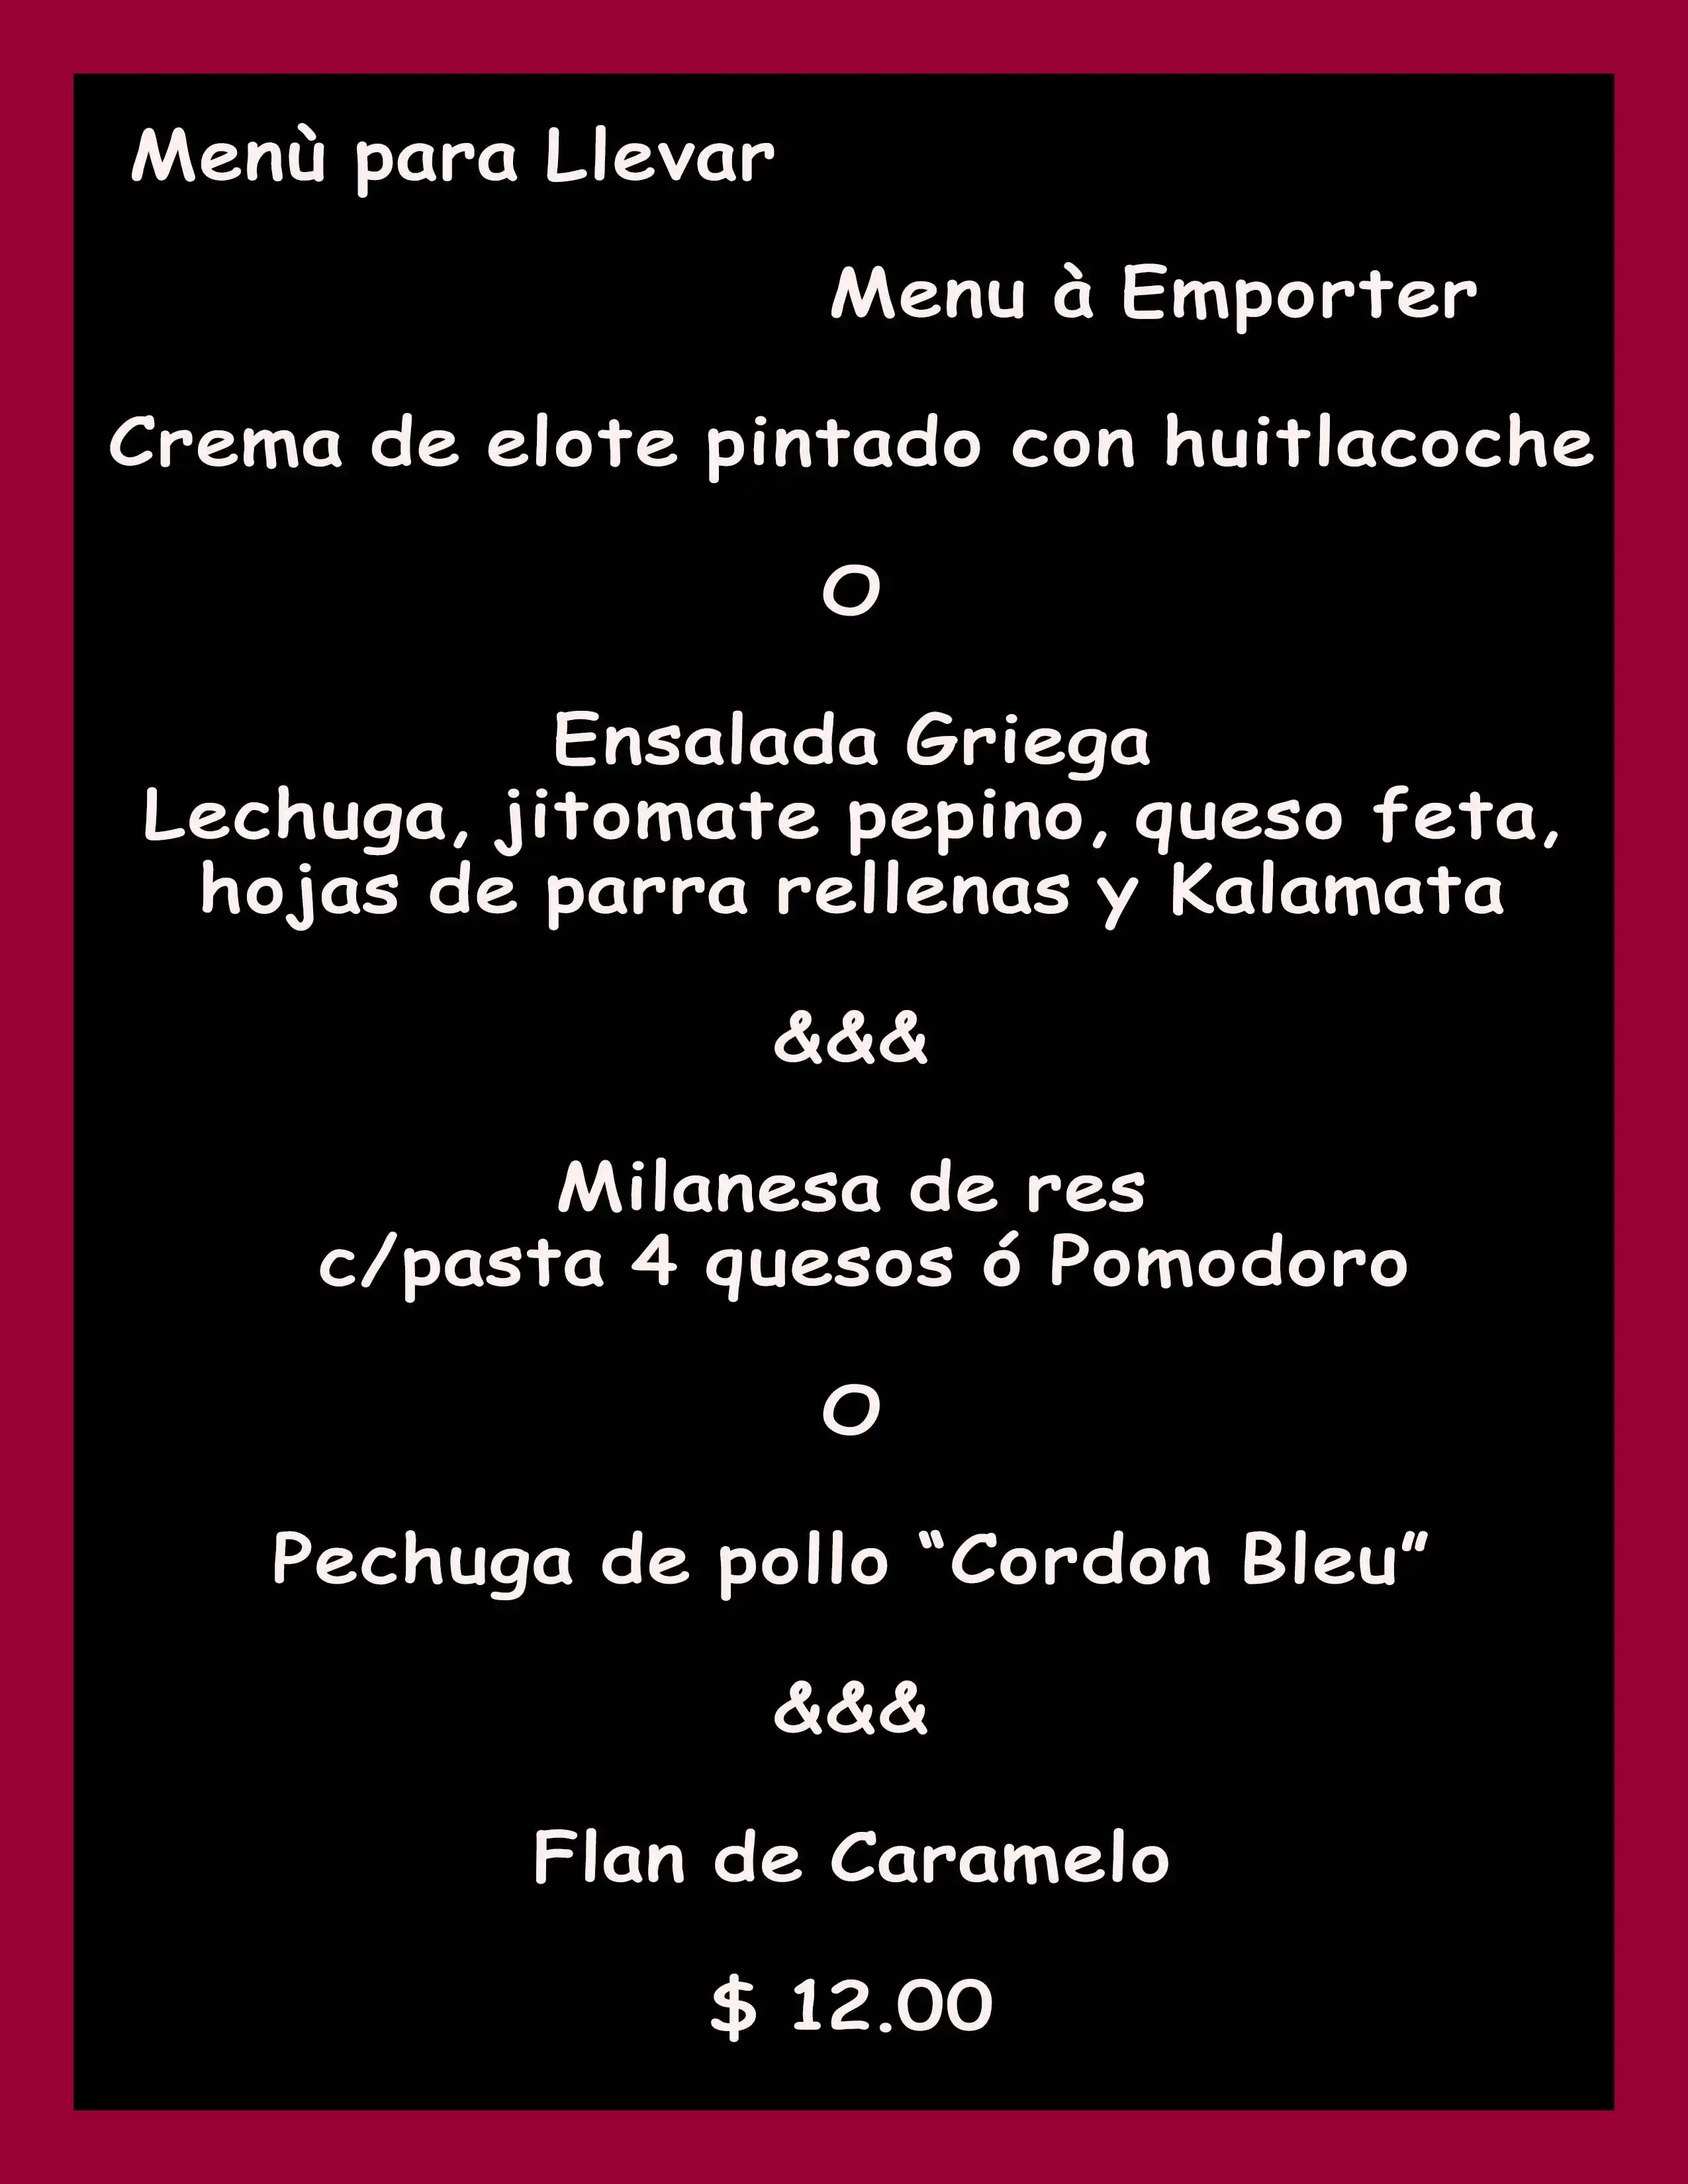 Menù para Llevar
Menu à Emporter
Crema de elote pintado con huitlacoche
O
Ensalada Griega
Lechuga, jitomate pepino, queso feta,
hojas de parra rellenas y Kalamata
&&&
Milanesa de res
c/pasta 4 quesos ó Pomodoro
O
Pechuga de pollo “Cordon Bleu”
&&&
Flan de Caramelo
$ 12.00